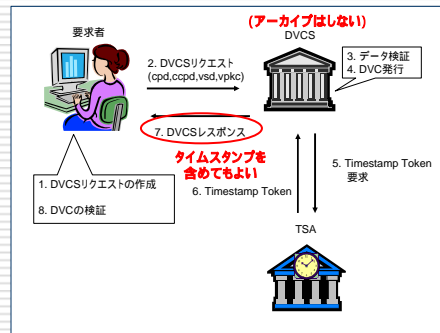 (アーカイブはしない)
要求者
DVCS
2. DVCSリクエスト
(cpd,ccpd,vsd,vpkc)
3. データ検証
4. DVC発行
7. DVCSレスポンス
タイムスタンプを
含めてもよい
1. DVCSリクエストの作成
8. DVCの検証
6. Timestamp Token
5. Timestamp Token
要求
TSA